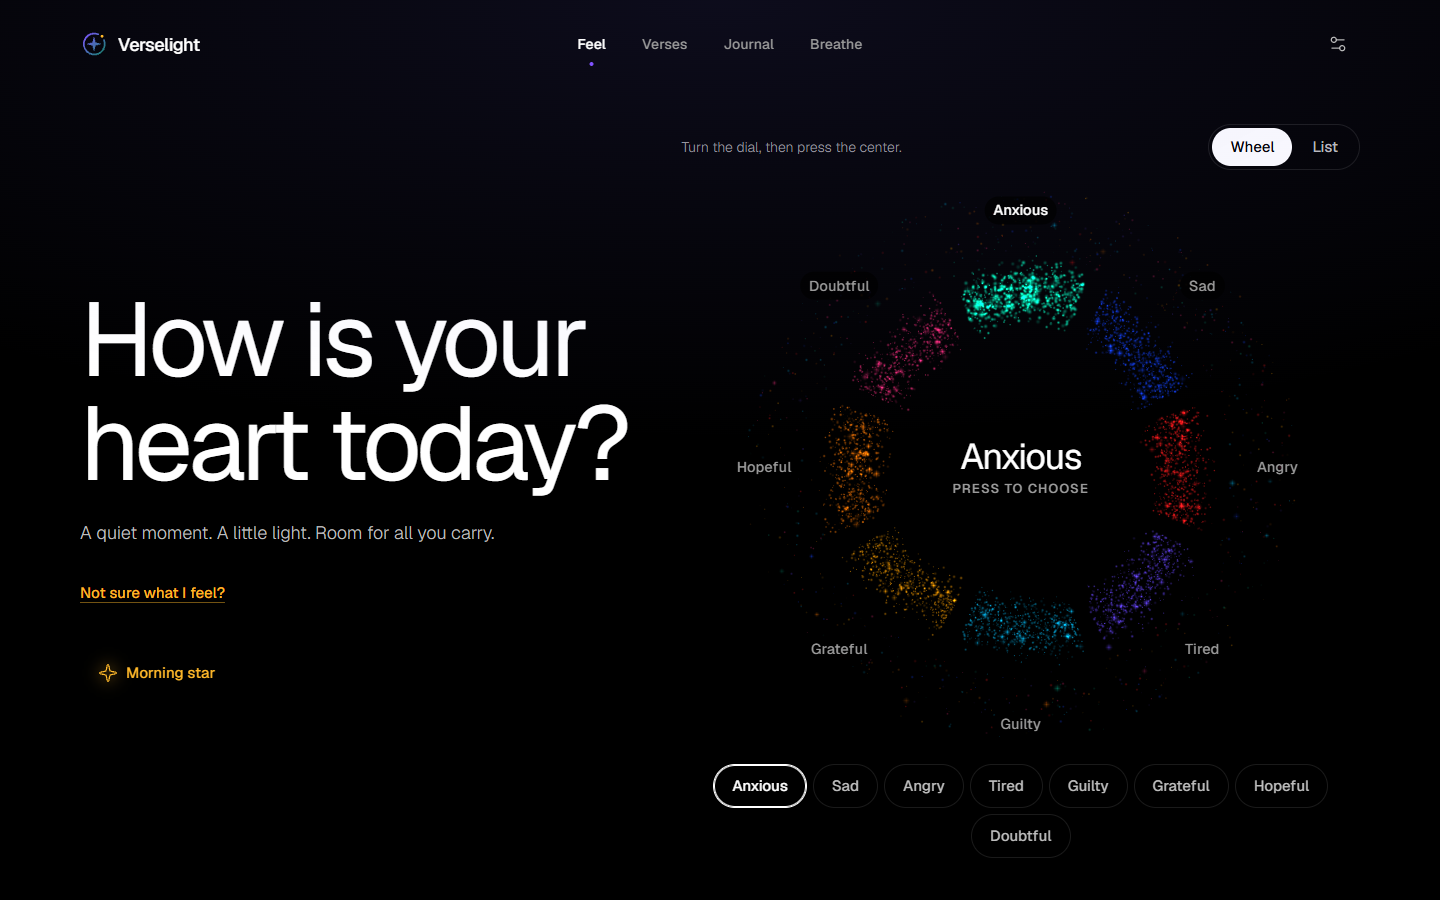 Verselight
Feel
Verses
Journal
Breathe
Turn the dial, then press the center.
Wheel
List
How is your
heart today?
A quiet moment. A little light. Room for all you carry.
Not sure what I feel?
Morning star
Anxious
Doubtful
Sad
Hopeful
Anxious
PRESS TO CHOOSE
Angry
Grateful
Tired
Guilty
Anxious
Sad
Angry
Tired
Guilty
Grateful
Hopeful
Doubtful